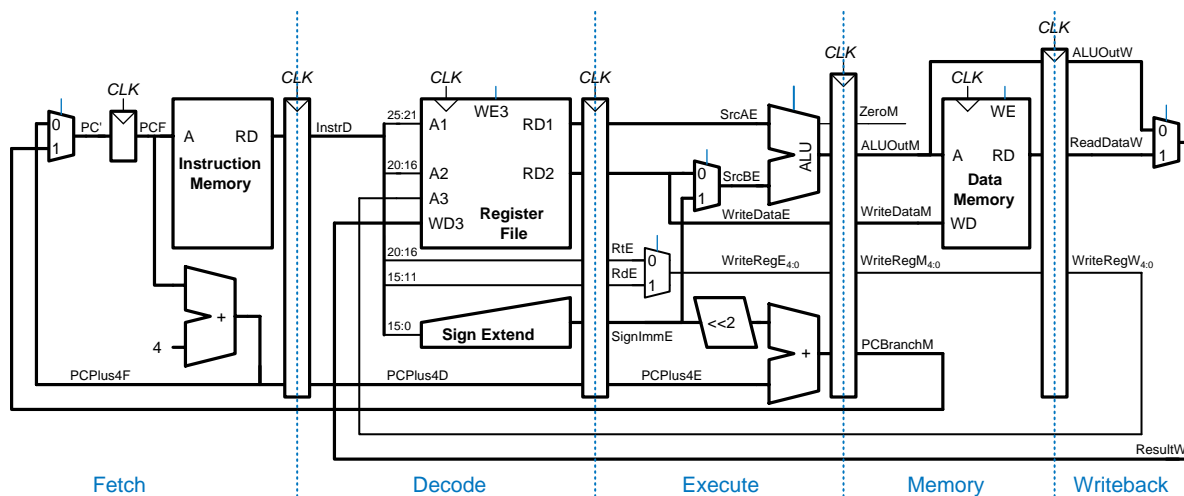 CLK
ALUOutW
CLK
CLK
CLK
CLK
CLK
CLK
WE3
WE
0
1
PC'
PCF
A
RD
Instruction
Memory
InstrD
25:21
A1
RD1
SrcAE
ZeroM
20:16
A2
RD2
0
1
SrcBE
ALU
ALUOutM
A
RD
Data
Memory
ReadDataW
0
1
A3
WD3
Register
File
WriteDataE
WriteDataM
WD
20:16
RtE
0
15:11
RdE
1
WriteRegE4:0
WriteRegM4:0
WriteRegW4:0
+
4
15:0
Sign Extend
SignImmE
<<2
+
PCBranchM
PCPlus4F
PCPlus4D
PCPlus4E
ResultW
Fetch
Decode
Execute
Memory
Writeback